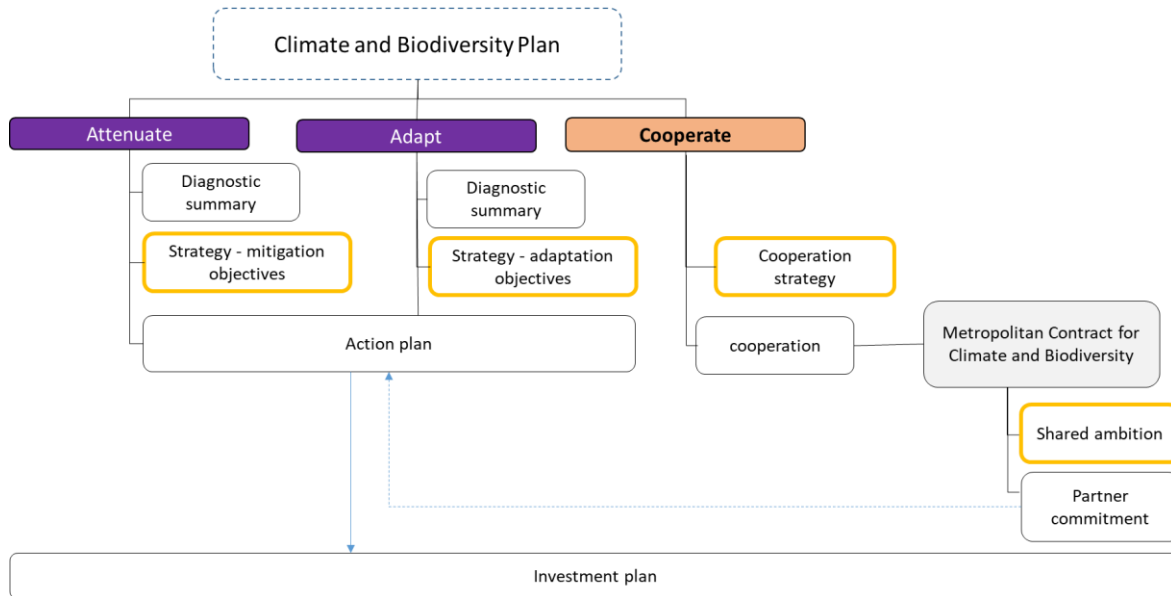 Climate and Biodiversity Plan
Attenuate
Adapt
Cooperate
Diagnostic
summary
Diagnostic
summary
Strategy - mitigation
objectives
Strategy - adaptation
objectives
Cooperation
strategy
Action plan
cooperation
Metropolitan Contract for
Climate and Biodiversity
Shared ambition
Partner
commitment
Investment plan